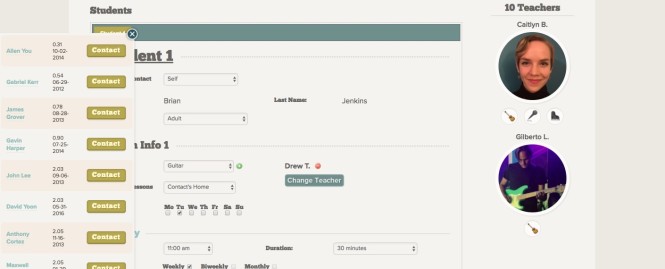 Students
Student 1
Allen You
0.31
10-02-
2014
Contact
Gabriel Kerr
0.54
06-29-
2012
Contact
James
Grover
0.78
08-28-
2013
Contact
Gavin
Harper
0.90
07-25-
2014
Contact
John Lee
2.03
09-06-
2013
Contact
David Yoon
2.03
05-31-
2016
Contact
Anthony
Cortez
2.05
11-16-
2013
Contact
Maxwell
2.05
dent 1
ontact
Self
Brian
Last Name:
Jenkins
Adult
n Info 1
Guitar
Drew T.
Change Teacher
essons
Contact's Home
Mo Tu We Th Fr Sa Su
y
11:00 am
Duration:
30 minutes
Weekly
Biweekly
Monthly
10 Teachers
Caitlyn B.
Gilberto L.